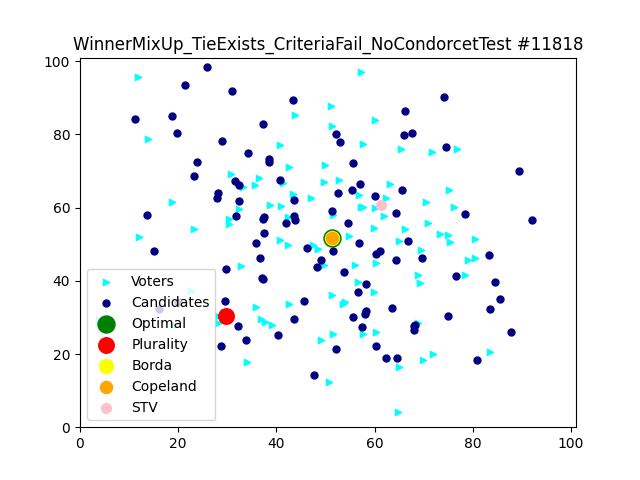 WinnerMixUp_TieExists_CriteriaFail_NoCondorcetTest #11818
100
80
60
40
20
0
Voters
Candidates
Optimal
Plurality
Borda
Copeland
STV
0 20 40 60 80 100